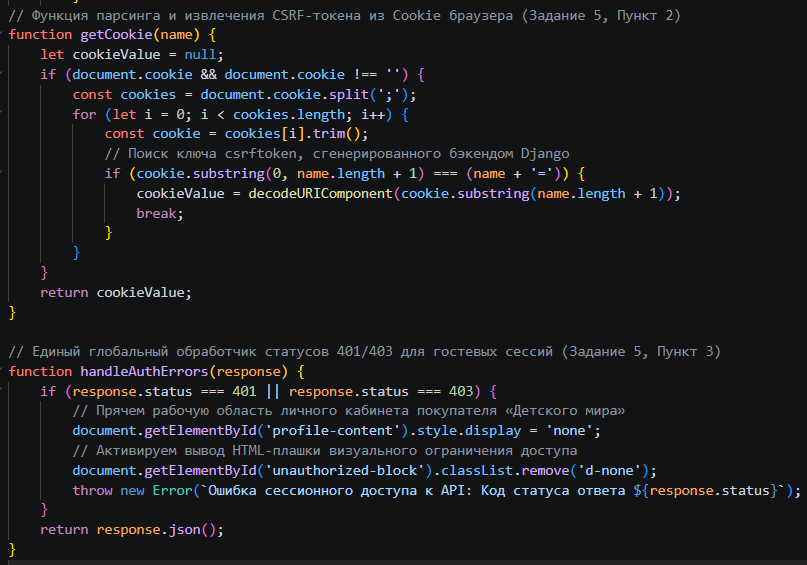 // Функция парсинга и извлечения CSRF-токена из Cookie браузера (Задание 5, Пункт 2)
function getCookie(name) {
    let cookieValue = null;
    if (document.cookie && document.cookie !== '') {
        const cookies = document.cookie.split(';');
        for (let i = 0; i < cookies.length; i++) {
            const cookie = cookies[i].trim();
            // Поиск ключа csrftoken, сгенерированного бэкендом Django
            if (cookie.substring(0, name.length + 1) === (name + '=')) {
                cookieValue = decodeURIComponent(cookie.substring(name.length + 1));
                break;
            }
        }
    }
    return cookieValue;
}

// Единый глобальный обработчик статусов 401/403 для гостевых сессий (Задание 5, Пункт 3)
function handleAuthErrors(response) {
    if (response.status === 401 || response.status === 403) {
        // Прячем рабочую область личного кабинета покупателя «Детского мира»
        document.getElementById('profile-content').style.display = 'none';
        // Активируем вывод HTML-плашки визуального ограничения доступа
        document.getElementById('unauthorized-block').classList.remove('d-none');
        throw new Error(`Ошибка сессионного доступа к API: Код статуса ответа ${response.status}`);
    }
    return response.json();
}